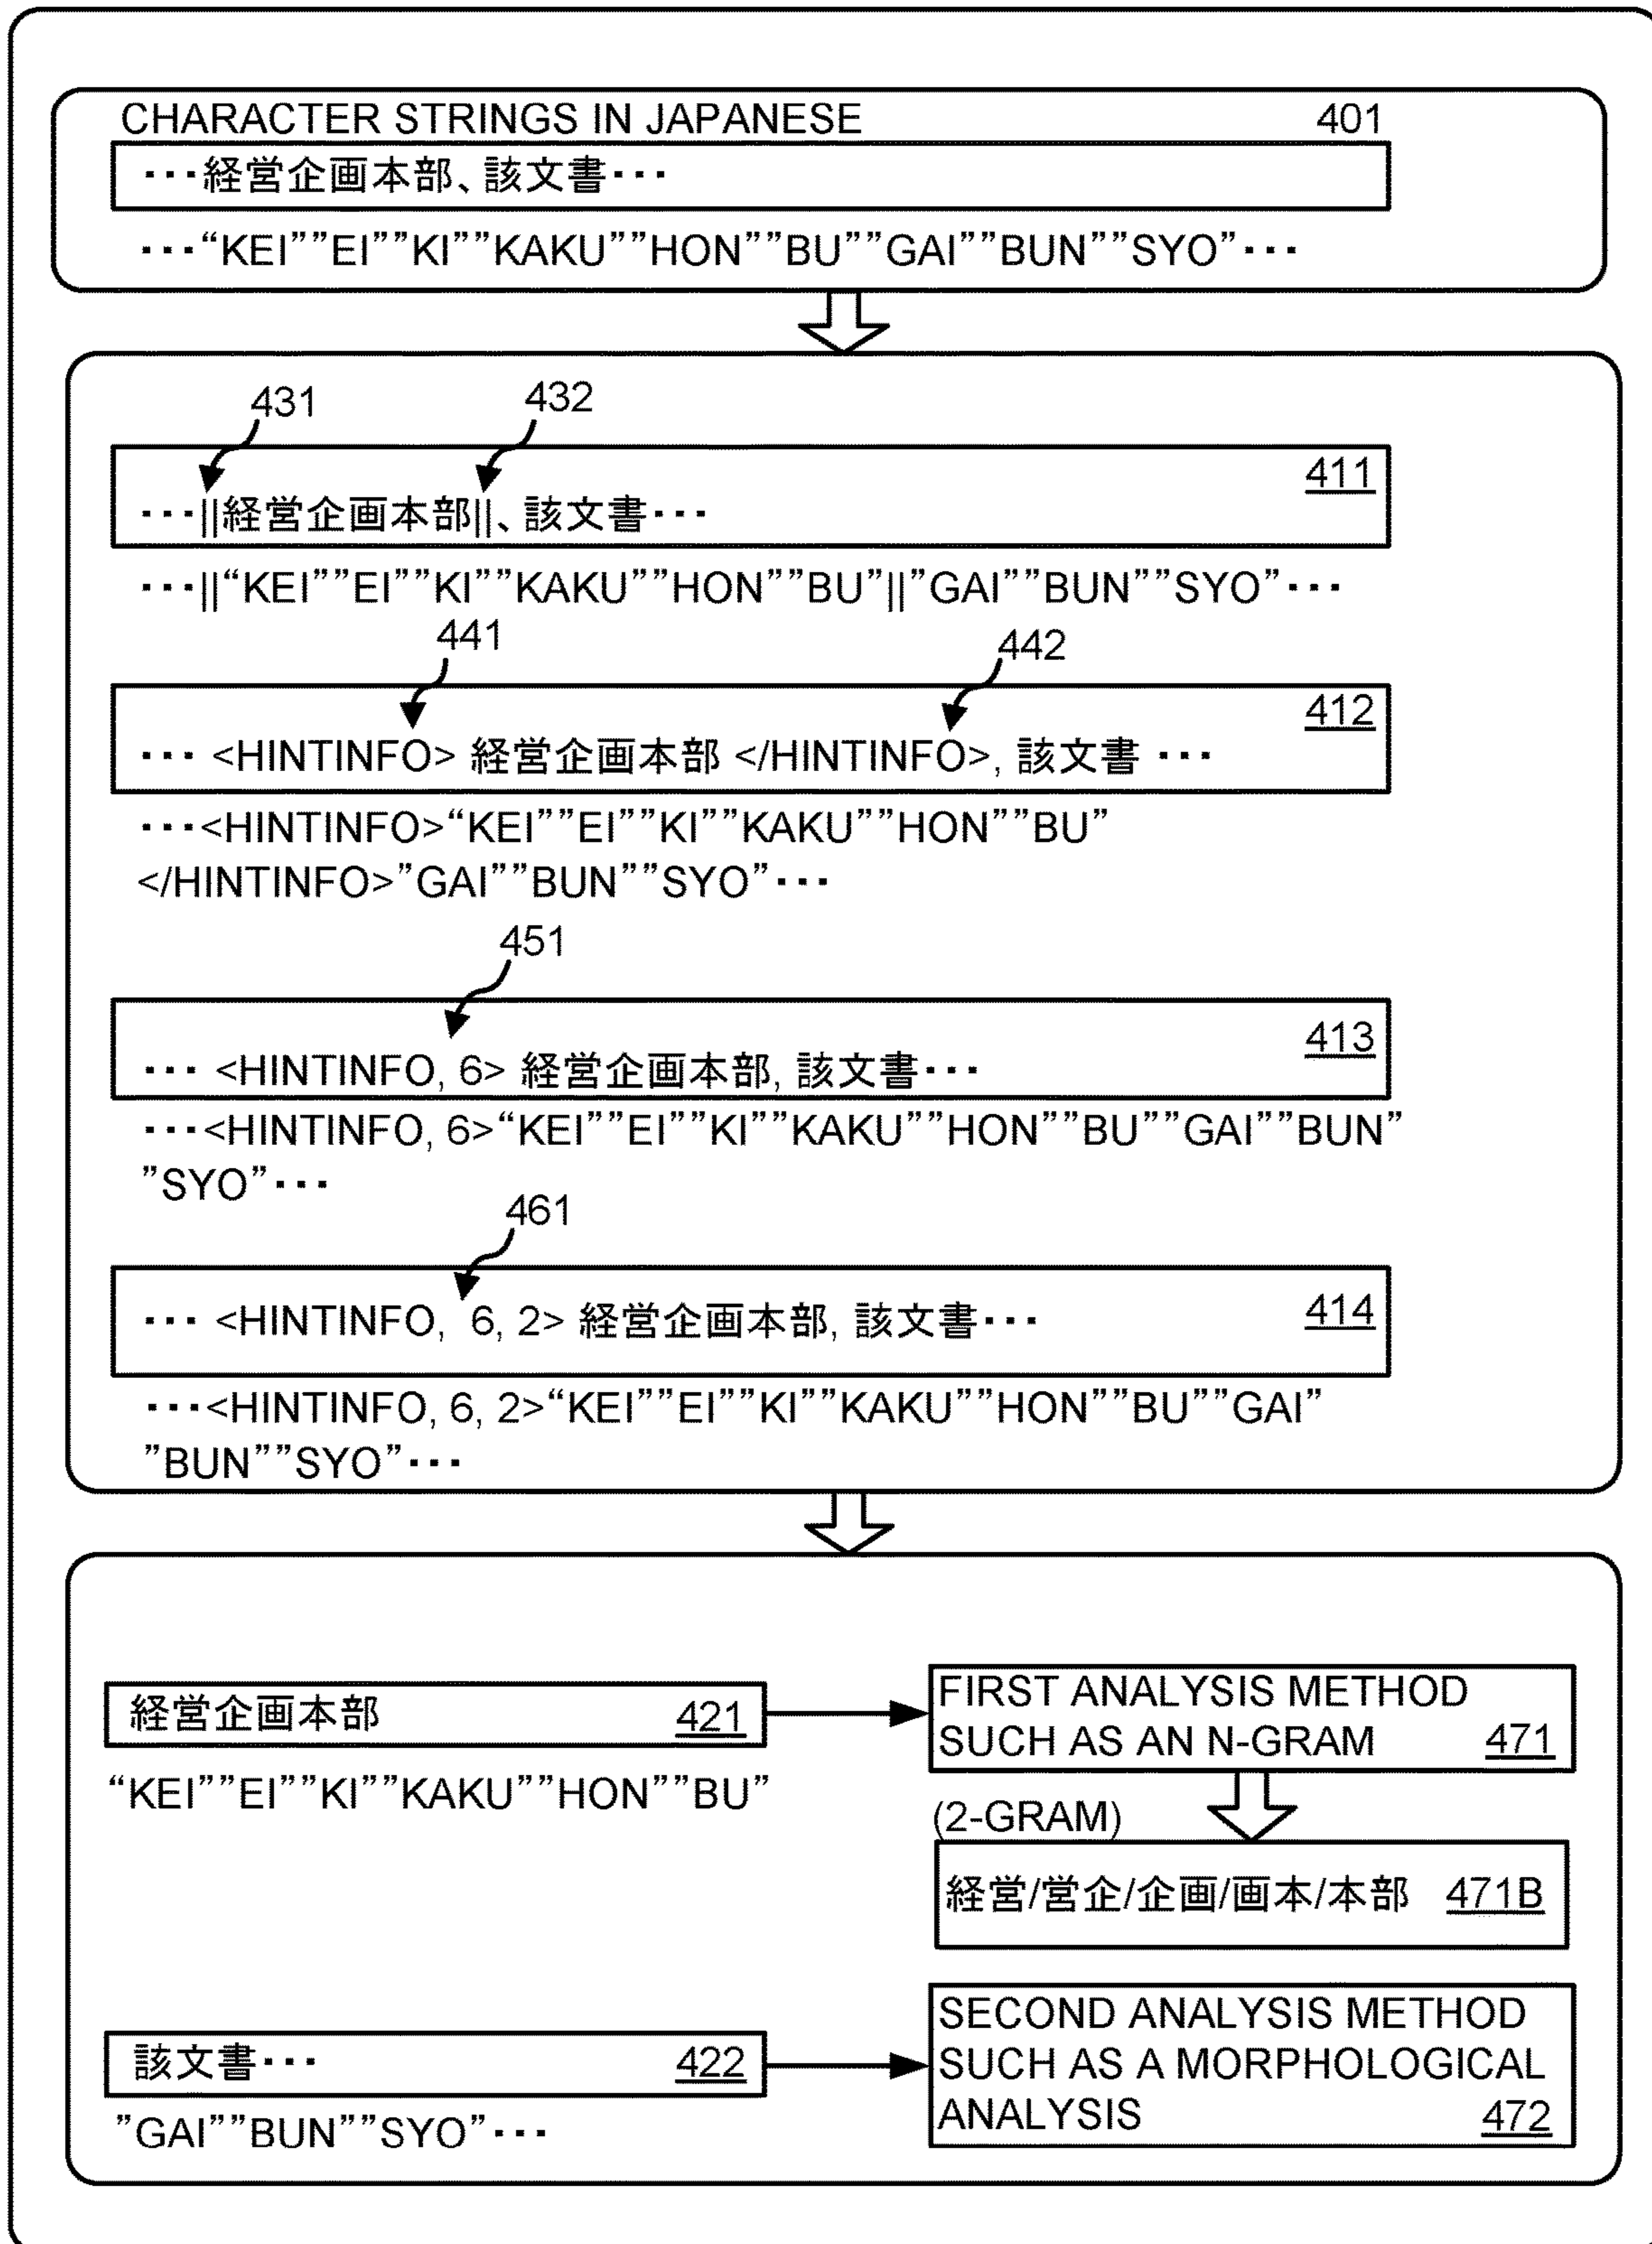 CHARACTER STRINGS IN JAPANESE 401
･･･経営企画本部、該文書･･･
･･･“KEI””EI””KI””KAKU””HON””BU””GAI””BUN””SYO”･･･
431 432
411
･･･||経営企画本部||、該文書･･･
･･･||“KEI””EI””KI””KAKU””HON””BU”||”GAI””BUN””SYO”･･･
441 442
412
･･･ <HINTINFO> 経営企画本部 </HINTINFO>, 該文書 ･･･
･･･<HINTINFO>“KEI””EI””KI””KAKU””HON””BU”
</HINTINFO>”GAI””BUN””SYO”･･･
451
413
･･･ <HINTINFO, 6> 経営企画本部, 該文書･･･
･･･<HINTINFO, 6>“KEI””EI””KI””KAKU””HON””BU””GAI””BUN”
”SYO”･･･
461
･･･ <HINTINFO, 6, 2> 経営企画本部, 該文書･･･ 414
･･･<HINTINFO, 6, 2>“KEI””EI””KI””KAKU””HON””BU””GAI”
”BUN””SYO”･･･
経営企画本部 421
“KEI””EI””KI””KAKU””HON””BU”
FIRST ANALYSIS METHOD
SUCH AS AN N-GRAM 471
(2-GRAM)
経営/営企/企画/画本/本部 471B
該文書･･･ 422
”GAI””BUN””SYO”･･･
SECOND ANALYSIS METHOD
SUCH AS A MORPHOLOGICAL
ANALYSIS 472